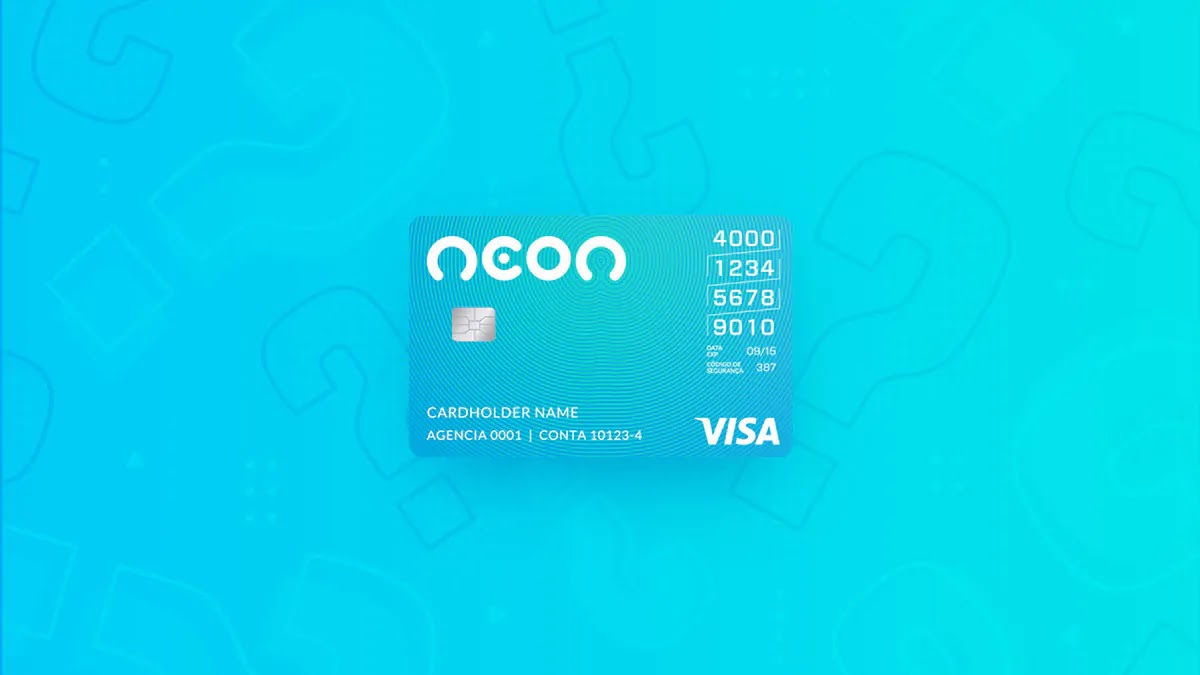 neon
4000
1234
5678
9010
DATA
EXP
09/15
CÓDIGO DE
SEGURANÇA
387
CARDHOLDER NAME
AGENCIA 0001 | CONTA 10123-4
VISA